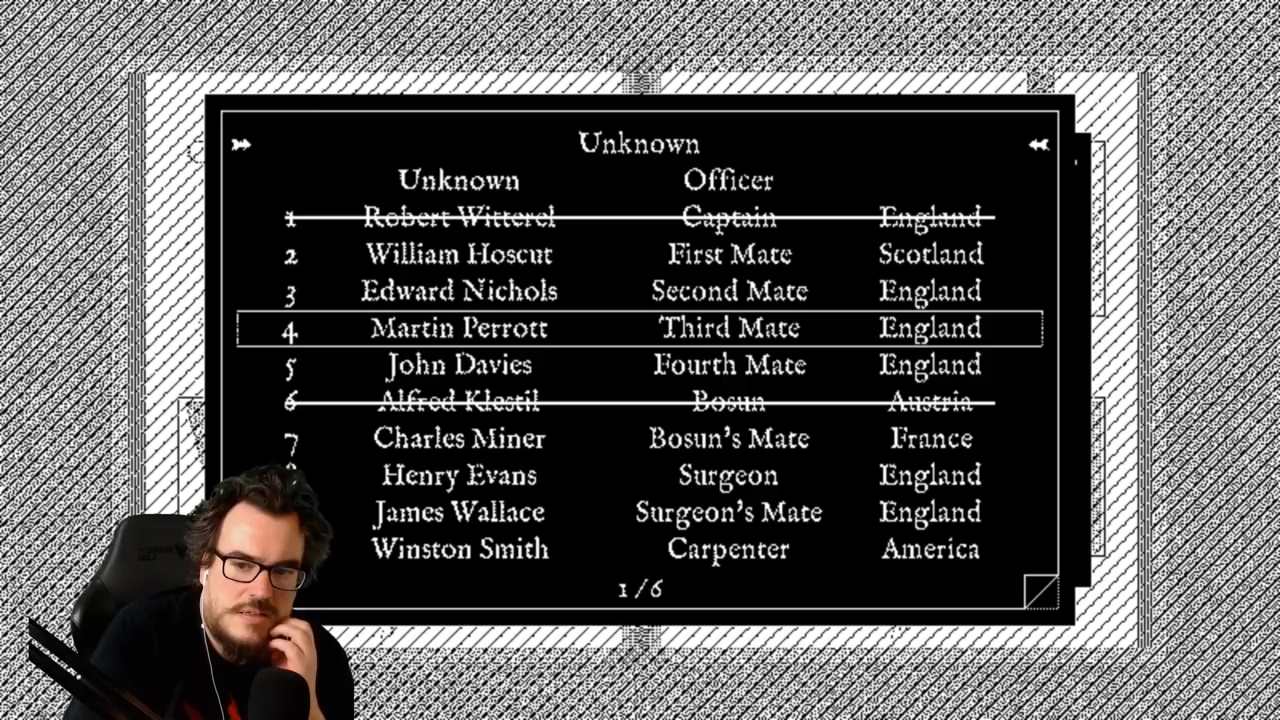 Unknown
Unknown Officer
1 Robert Witterel Captain England
2 William Hoscut First Mate Scotland
3 Edward Nichols Second Mate England
4 Martin Perrott Third Mate England
5 John Davies Fourth Mate England
6 Alfred Klestil Bosun Austria
7 Charles Miner Bosun's Mate France
Henry Evans Surgeon England
James Wallace Surgeon's Mate England
Winston Smith Carpenter America
1/6